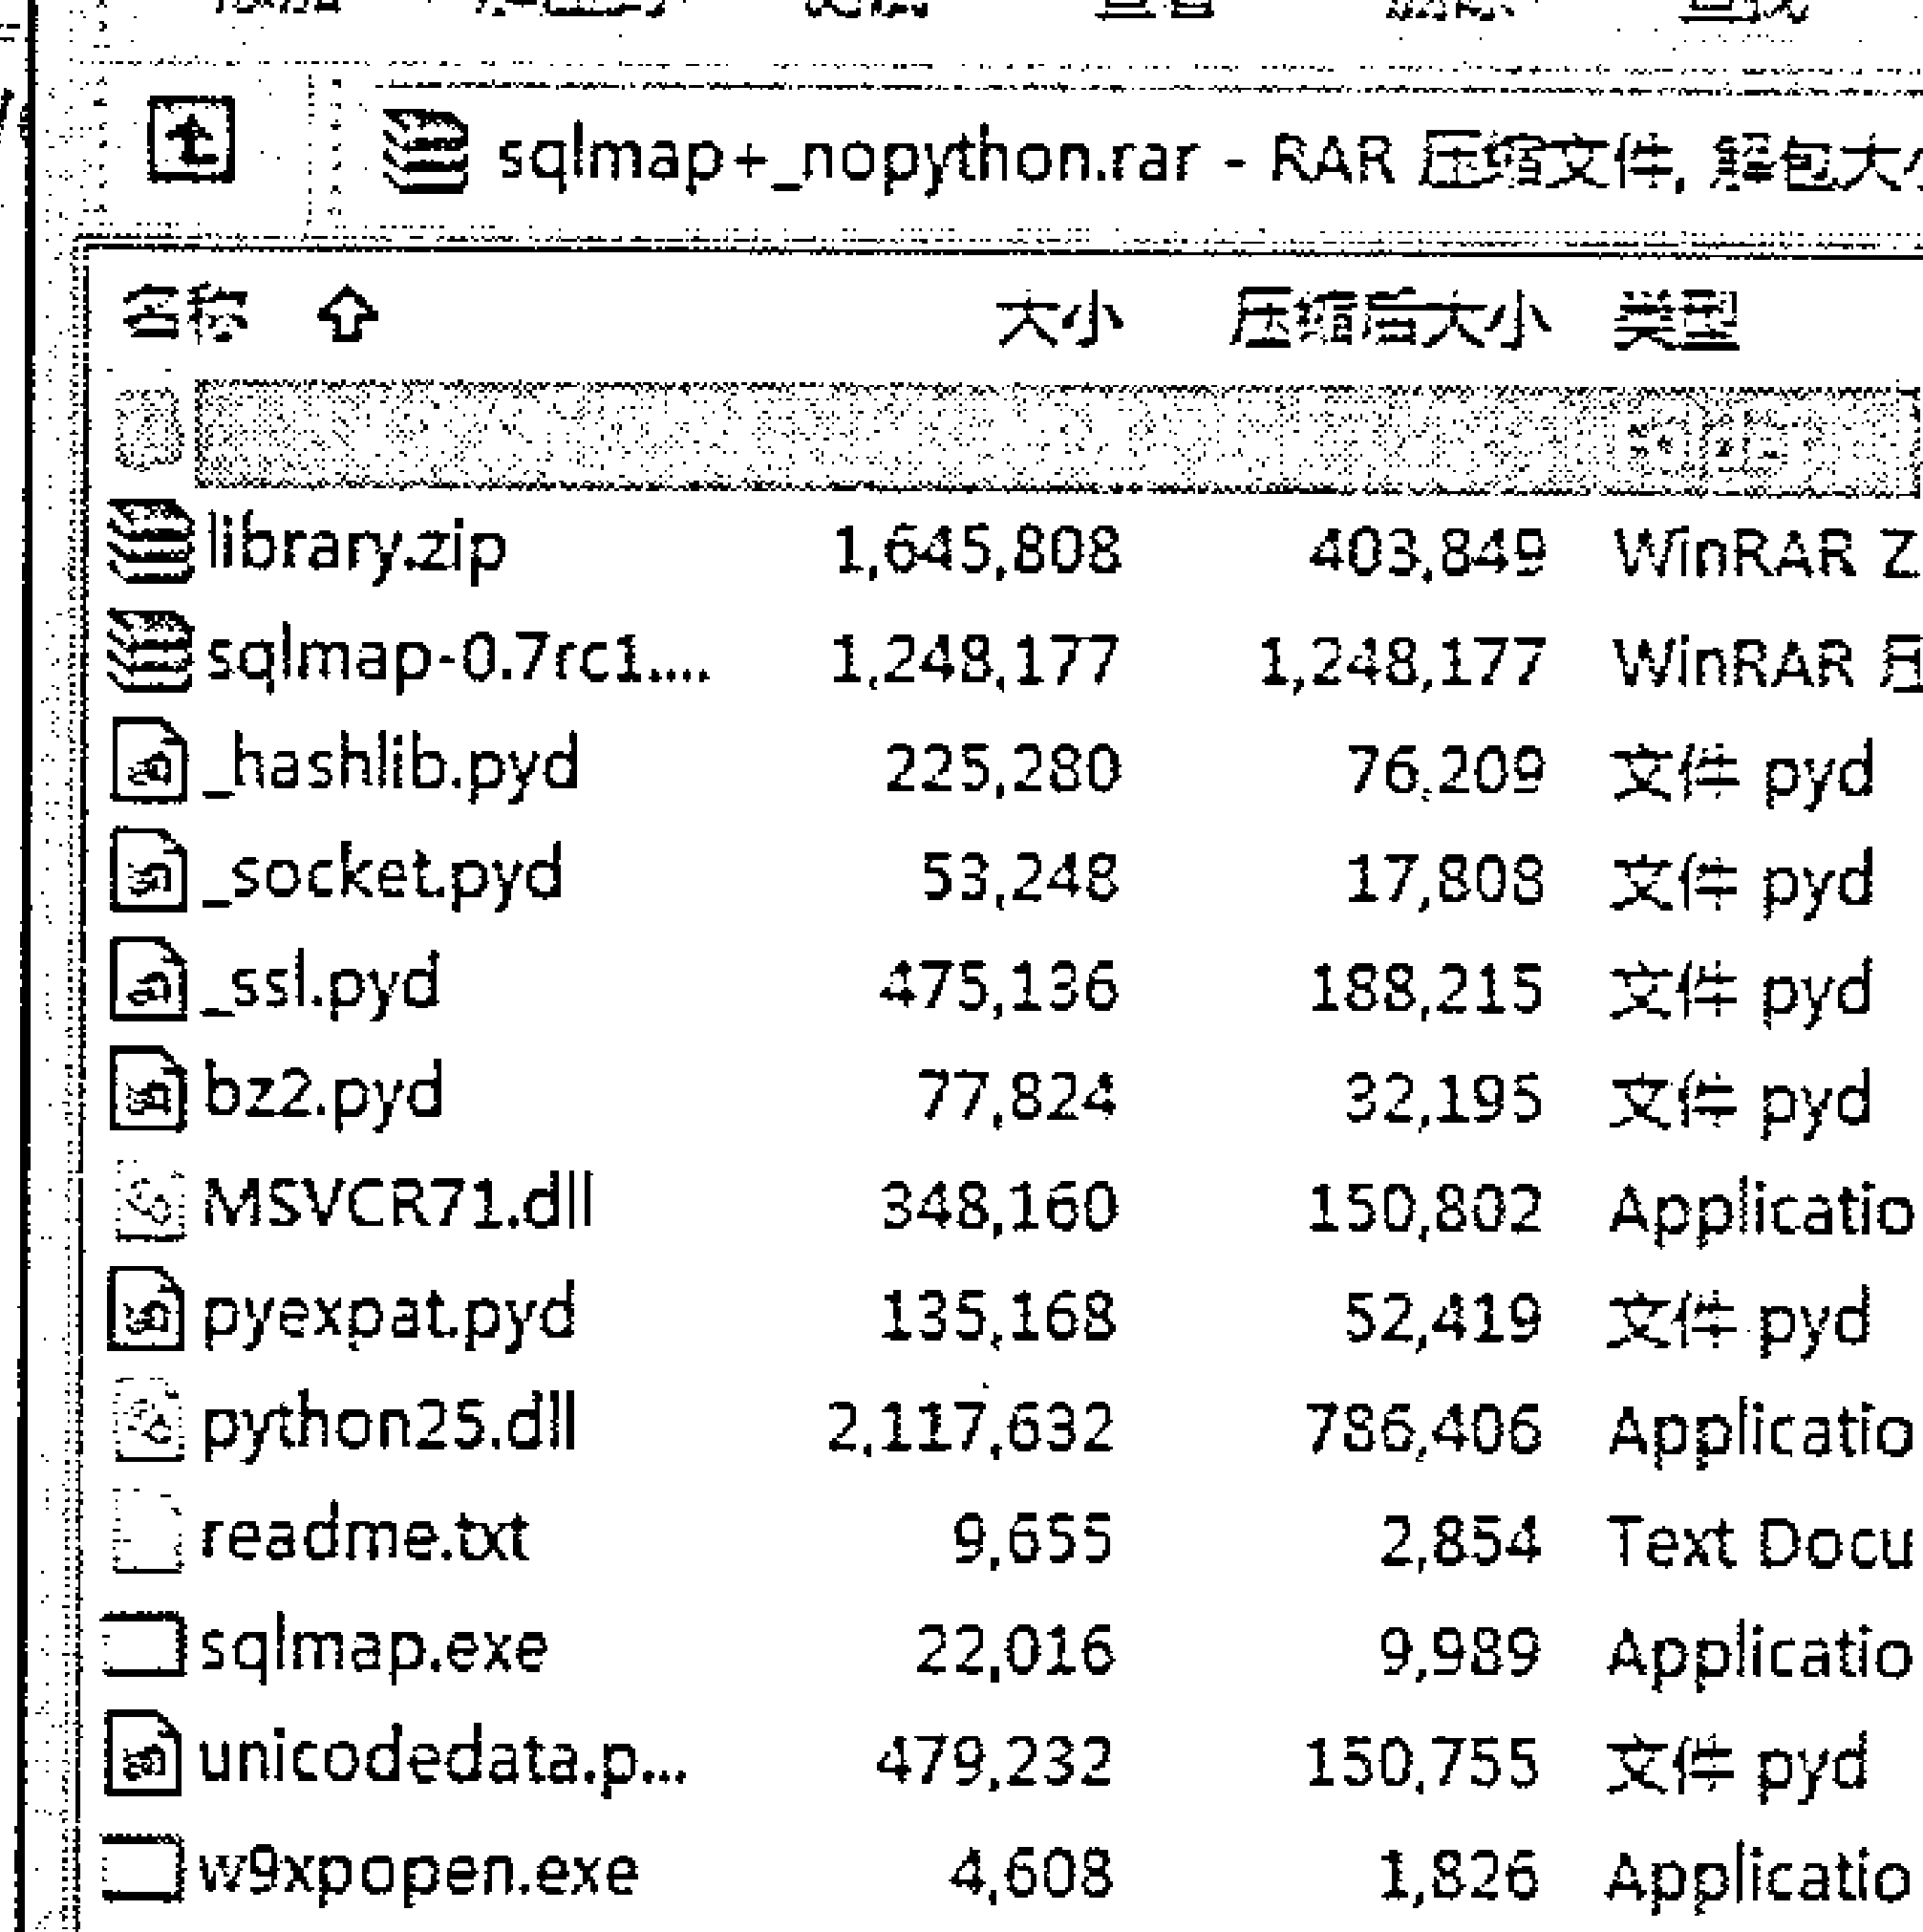 sqlmap+_nopython.rar - RAR 压缩文件, 解包大小
名称 大小 压缩后大小 类型
library.zip 1,645,808 403,849 WinRAR Z
sqlmap-0.7rc1.... 1,248,177 1,248,177 WinRAR 压
_hashlib.pyd 225,280 76,209 文件 pyd
_socket.pyd 53,248 17,808 文件 pyd
_ssl.pyd 475,136 188,215 文件 pyd
bz2.pyd 77,824 32,195 文件 pyd
MSVCR71.dll 348,160 150,802 Applicatio
pyexpat.pyd 135,168 52,419 文件 pyd
python25.dll 2,117,632 786,406 Applicatio
readme.txt 9,655 2,854 Text Docu
sqlmap.exe 22,016 9,989 Applicatio
unicodedata.p... 479,232 150,755 文件 pyd
w9xpopen.exe 4,608 1,826 Applicatio